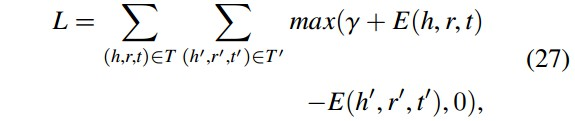 L = ∑ ∑ max(γ + E(h, r, t)
(h,r,t)∈T (h′,r′,t′)∈T′
(27)
−E(h′, r′, t′), 0),